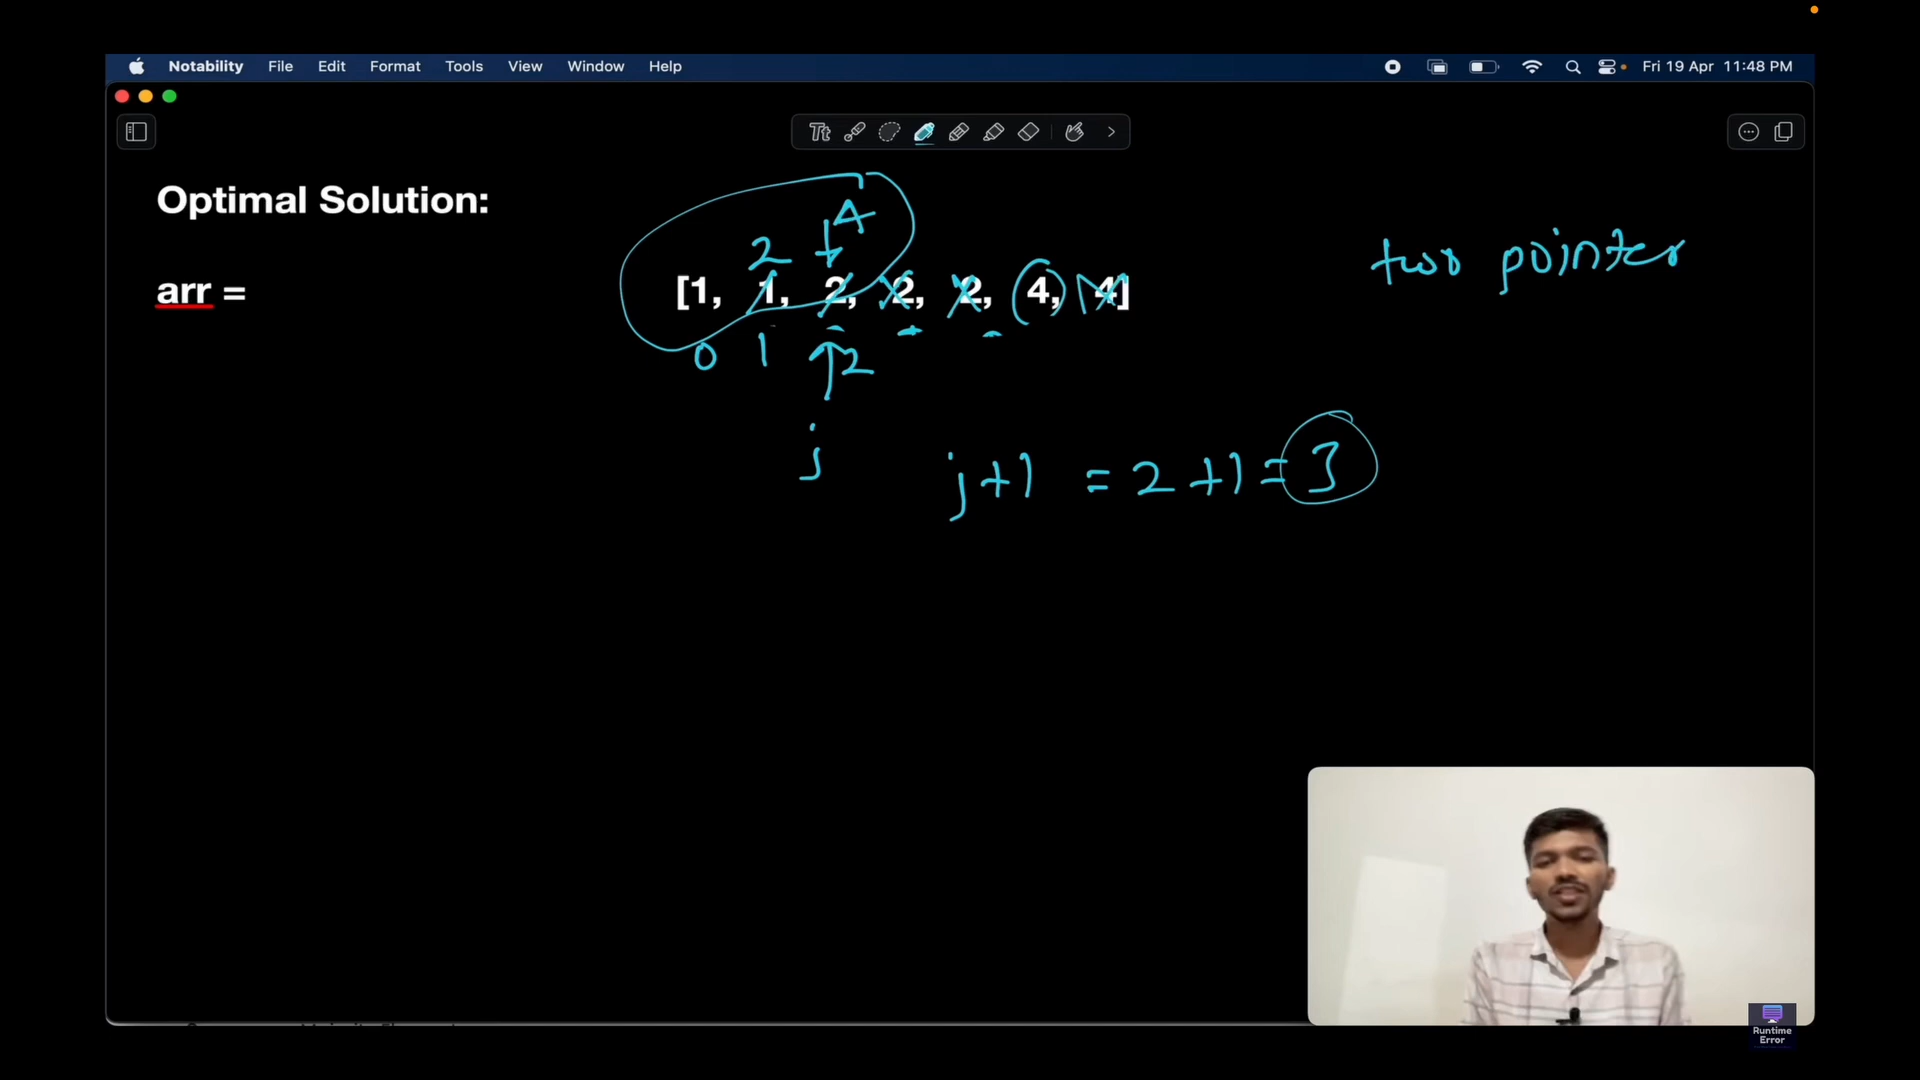 Notability File Edit Format Tools View Window Help Fri 19 Apr 11:48 PM
Tt
Optimal Solution:
2 4
arr = [1, 1, 2, 2, 2, 4, 4]
two pointer
0 1 2
j
j+1 = 2+1 = 3
Runtime
Error